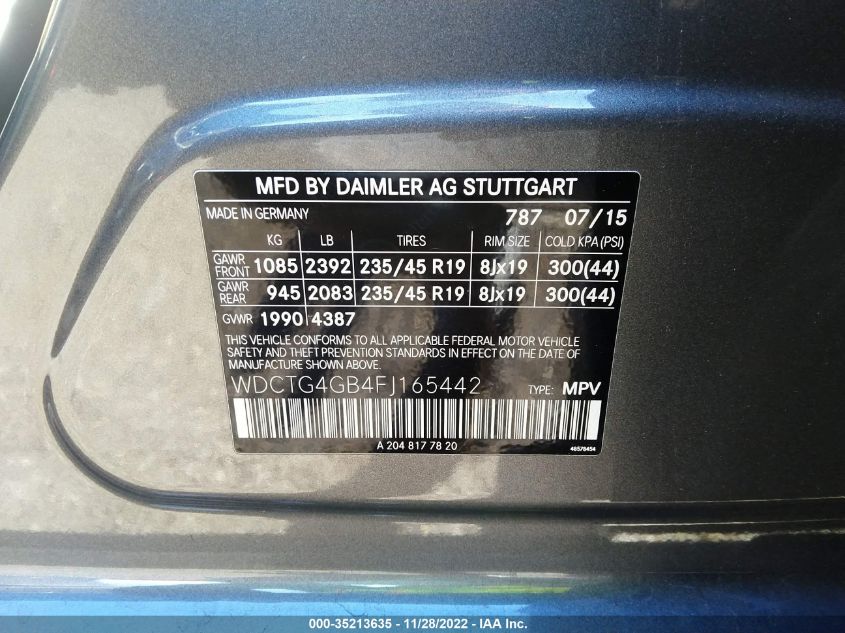 MFD BY DAIMLER AG STUTTGART
MADE IN GERMANY 787 07/15
KG LB TIRES RIM SIZE COLD KPA(PSI)
GAWR FRONT 1085 2392 235/45 R19 8Jx19 300(44)
GAWR REAR 945 2083 235/45 R19 8Jx19 300(44)
GVWR 1990 4387
THIS VEHICLE CONFORMS TO ALL APPLICABLE FEDERAL MOTOR VEHICLE
SAFETY AND THEFT PREVENTION STANDARDS IN EFFECT ON THE DATE OF
MANUFACTURE SHOWN ABOVE.
WDCTG4GB4FJ165442 TYPE: MPV
A 204 817 78 20 48578454
000-35213635 - 11/28/2022 - IAA Inc.